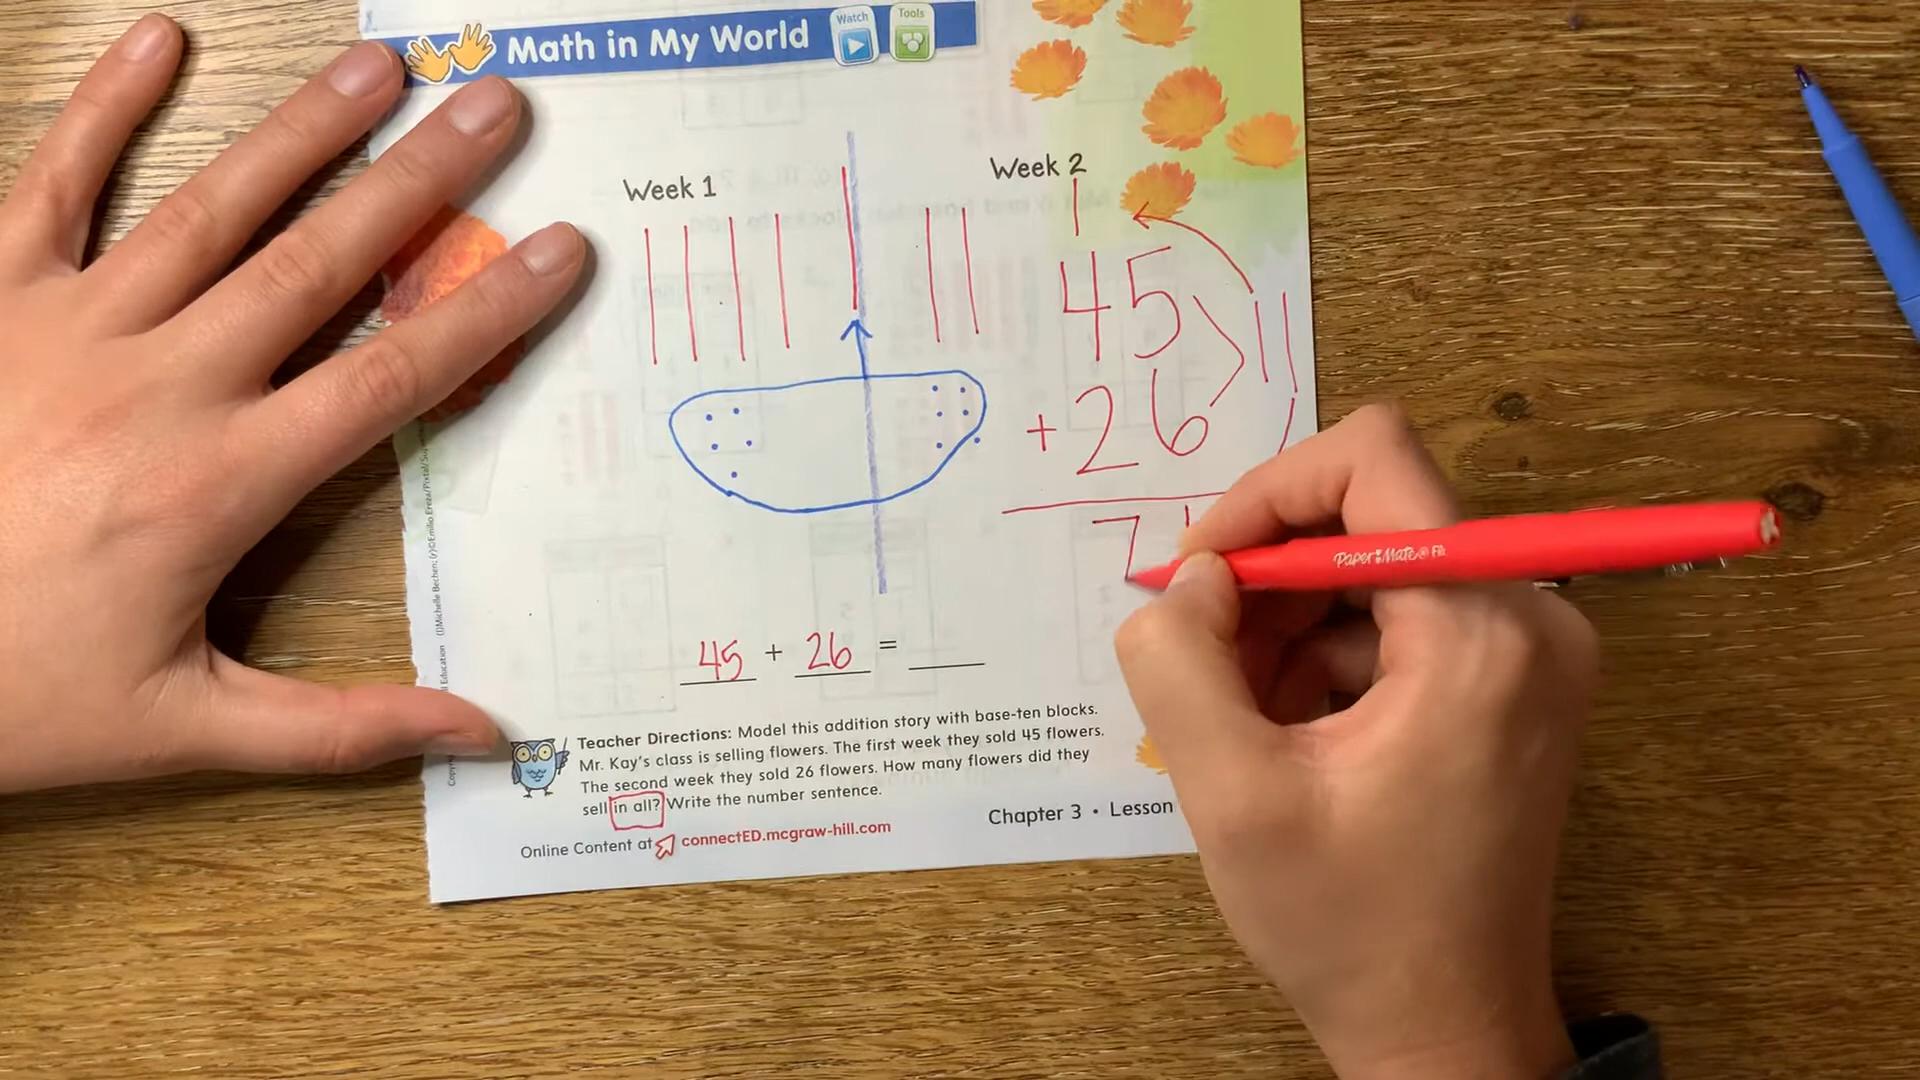 Math in My World
Watch
Tools
Week 1
Week 2
1
45
11
+ 26
7
45 + 26 =
Teacher Directions: Model this addition story with base-ten blocks.
Mr. Kay's class is selling flowers. The first week they sold 45 flowers.
The second week they sold 26 flowers. How many flowers did they
sell in all? Write the number sentence.
Online Content at connectED.mcgraw-hill.com
Chapter 3 • Lesson
Paper Mate